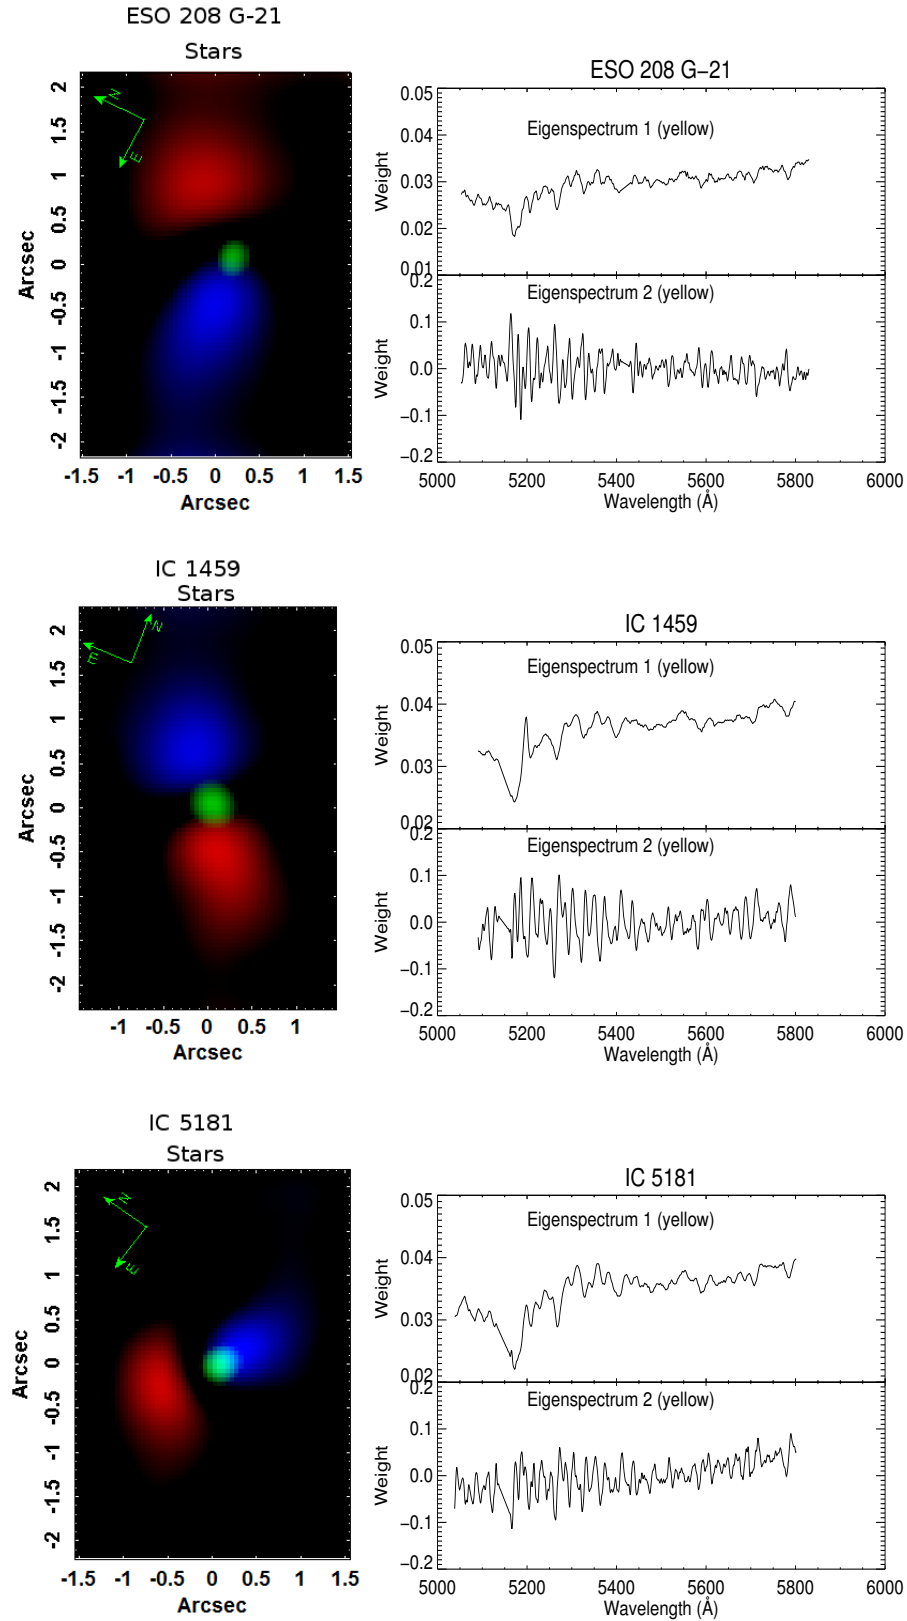 ESO 208 G-21
Stars
2
1.5
1
0.5
0
-0.5
-1
-1.5
-2
Arcsec
N
E
-1.5 -1 -0.5 0 0.5 1 1.5
Arcsec
ESO 208 G−21
Eigenspectrum 1 (yellow)
0.05
0.04
0.03
0.02
0.01
Weight
Eigenspectrum 2 (yellow)
0.2
0.1
0.0
−0.1
−0.2
Weight
5000 5200 5400 5600 5800 6000
Wavelength (Å)
IC 1459
Stars
2
1.5
1
0.5
0
-0.5
-1
-1.5
-2
Arcsec
N
E
-1 -0.5 0 0.5 1
Arcsec
IC 1459
Eigenspectrum 1 (yellow)
0.05
0.04
0.03
0.02
Weight
Eigenspectrum 2 (yellow)
0.2
0.1
0.0
−0.1
−0.2
Weight
5000 5200 5400 5600 5800 6000
Wavelength (Å)
IC 5181
Stars
2
1.5
1
0.5
0
-0.5
-1
-1.5
-2
Arcsec
N
E
-1.5 -1 -0.5 0 0.5 1 1.5
Arcsec
IC 5181
Eigenspectrum 1 (yellow)
0.05
0.04
0.03
0.02
Weight
Eigenspectrum 2 (yellow)
0.2
0.1
0.0
−0.1
−0.2
Weight
5000 5200 5400 5600 5800 6000
Wavelength (Å)